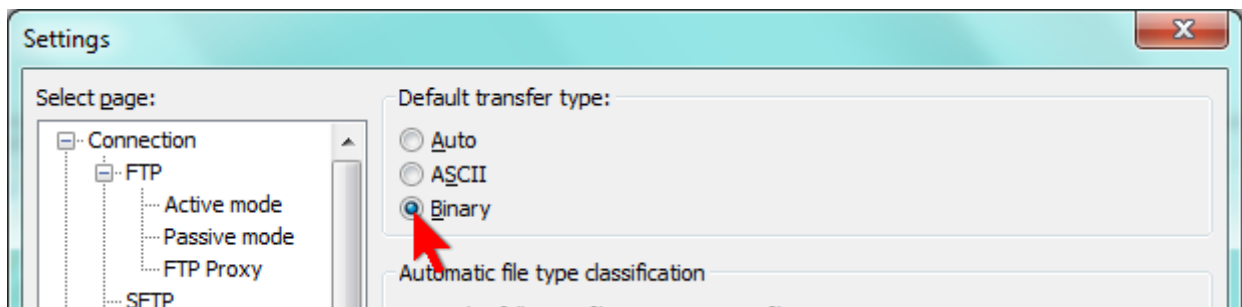 Settings
Select page:
Connection
FTP
Active mode
Passive mode
FTP Proxy
SFTP
Default transfer type:
Auto
ASCII
Binary
Automatic file type classification